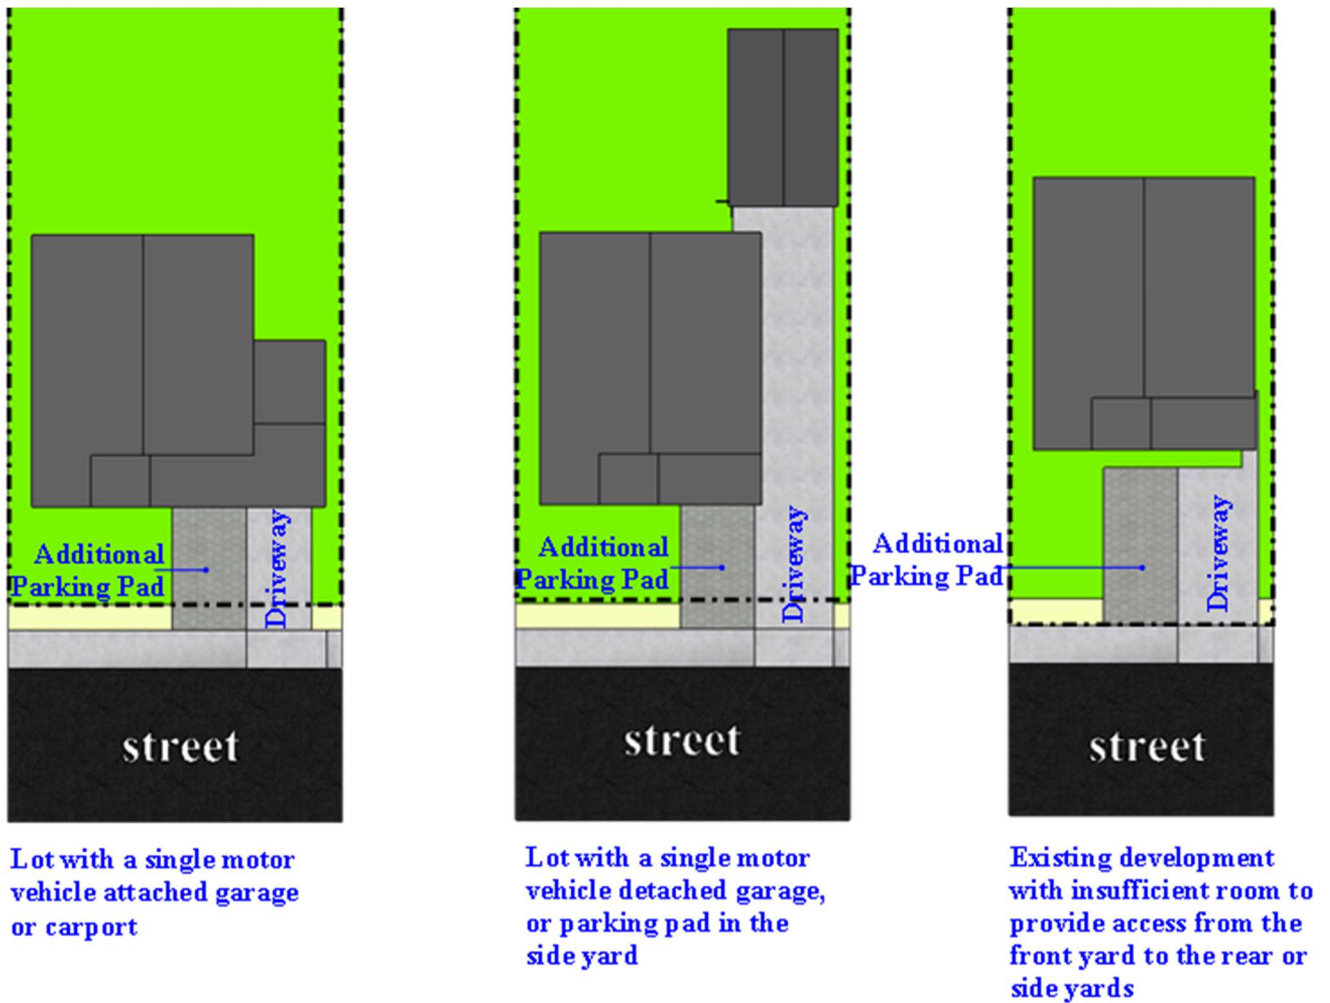 Additional
Parking Pad
Driveway
street
Lot with a single motor
vehicle attached garage
or carport
Additional
Parking Pad
Driveway
street
Lot with a single motor
vehicle detached garage,
or parking pad in the
side yard
Additional
Parking Pad
Driveway
street
Existing development
with insufficient room to
provide access from the
front yard to the rear or
side yards